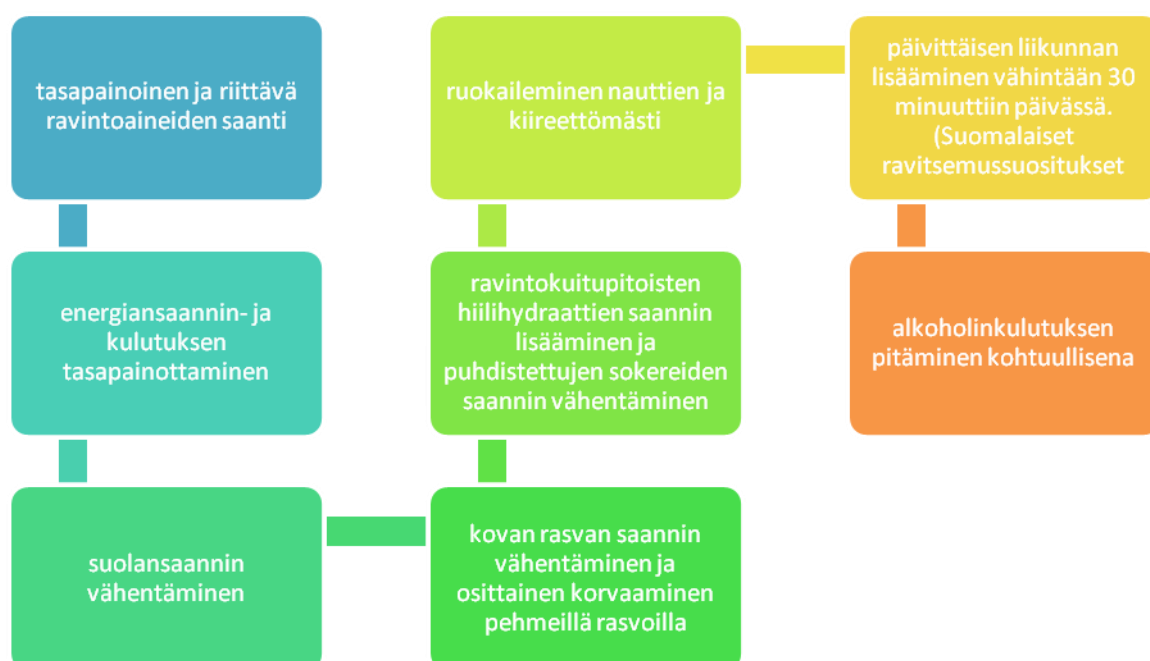 tasapainoinen ja riittävä
ravintoaineiden saanti
energiansaannin- ja
kulutuksen
tasapainottaminen
suolansaannin
vähentäminen
kovan rasvan saannin
vähentäminen ja
osittainen korvaaminen
pehmeillä rasvoilla
ravintokuitupitoisten
hiilihydraattien saannin
lisääminen ja
puhdistettujen sokereiden
saannin vähentäminen
ruokaileminen nauttien ja
kiireettömästi
päivittäisen liikunnan
lisääminen vähintään 30
minuuttiin päivässä.
(Suomalaiset
ravitsemussuositukset
alkoholinkulutuksen
pitäminen kohtuullisena